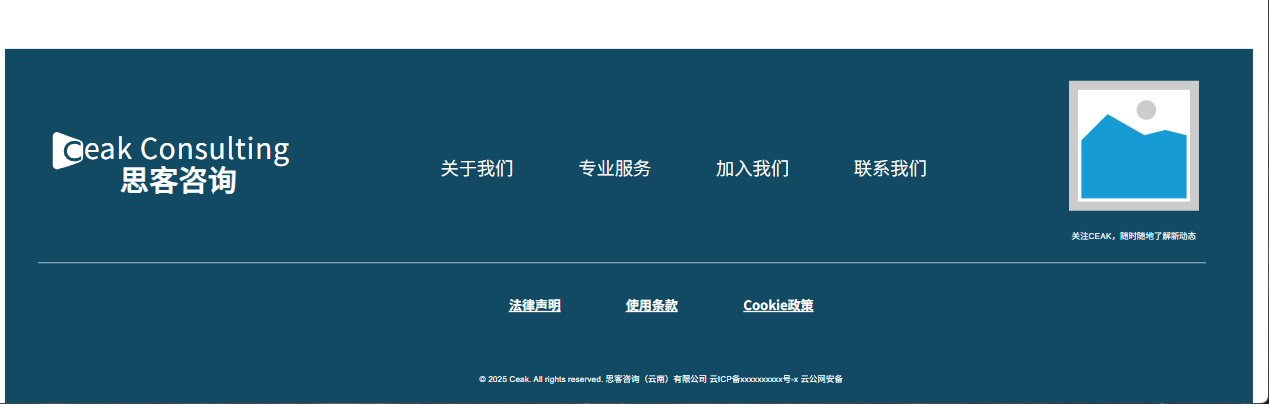 Ceak Consulting
思客咨询
关于我们
专业服务
加入我们
联系我们
关注CEAK，随时随地了解新动态
法律声明
使用条款
Cookie政策
© 2025 Ceak. All rights reserved. 思客咨询（云南）有限公司 云ICP备xxxxxxxxxx号-x 云公网安备